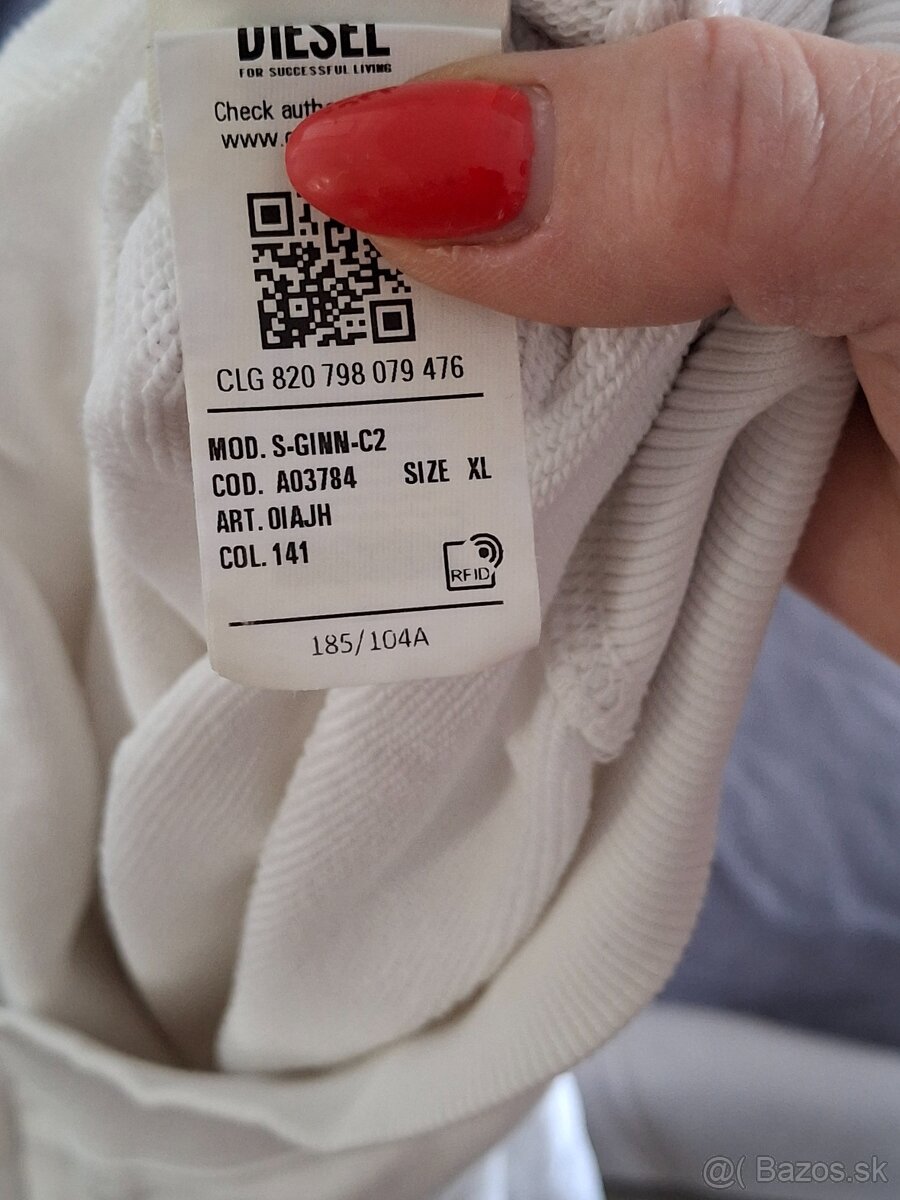 DIESEL
FOR SUCCESSFUL LIVING
Check
www.
CLG 820 798 079 476
MOD. S-GINN-C2
COD. A03784 SIZE XL
ART. 0IAJH
COL. 141
RFID
185/104A
@( Bazos.sk